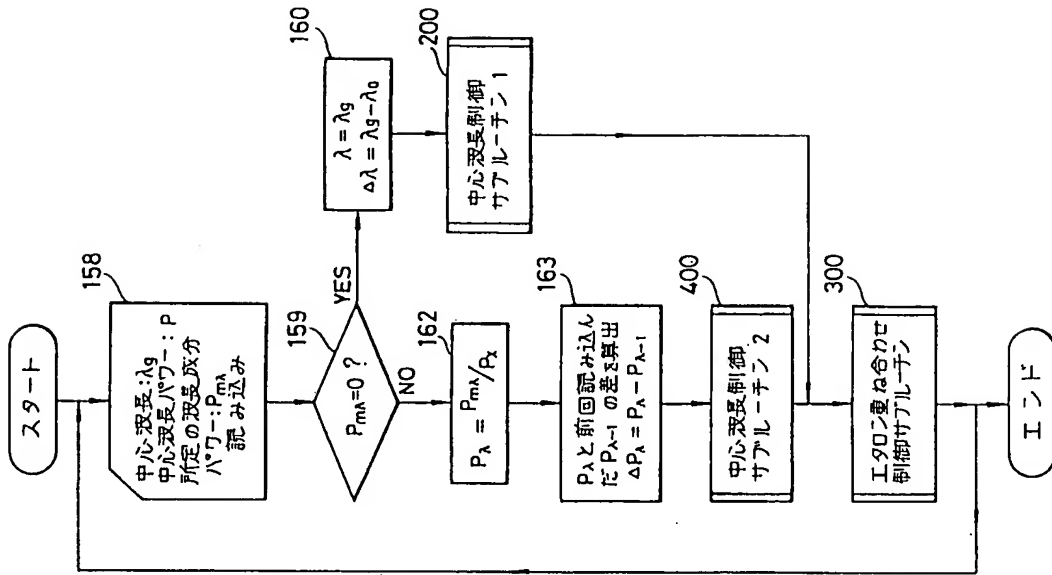 スタート
158
中心波長:λg
中心波長パワー:P
所定の波長成分
パワー:Pmλ
読み込み
159
Pmλ=0 ?
YES
NO
160
λ = λg
Δλ = λg-λ0
200
中心波長制御
サブルーチン 1
162
Pλ = Pmλ/Px
163
Pλと前回読み込ん
だ Pλ-1 の差を算出
ΔPλ = Pλ - Pλ-1
400
中心波長制御
サブルーチン 2
300
エタロン重ね合わせ
制御サブルーチン
エンド